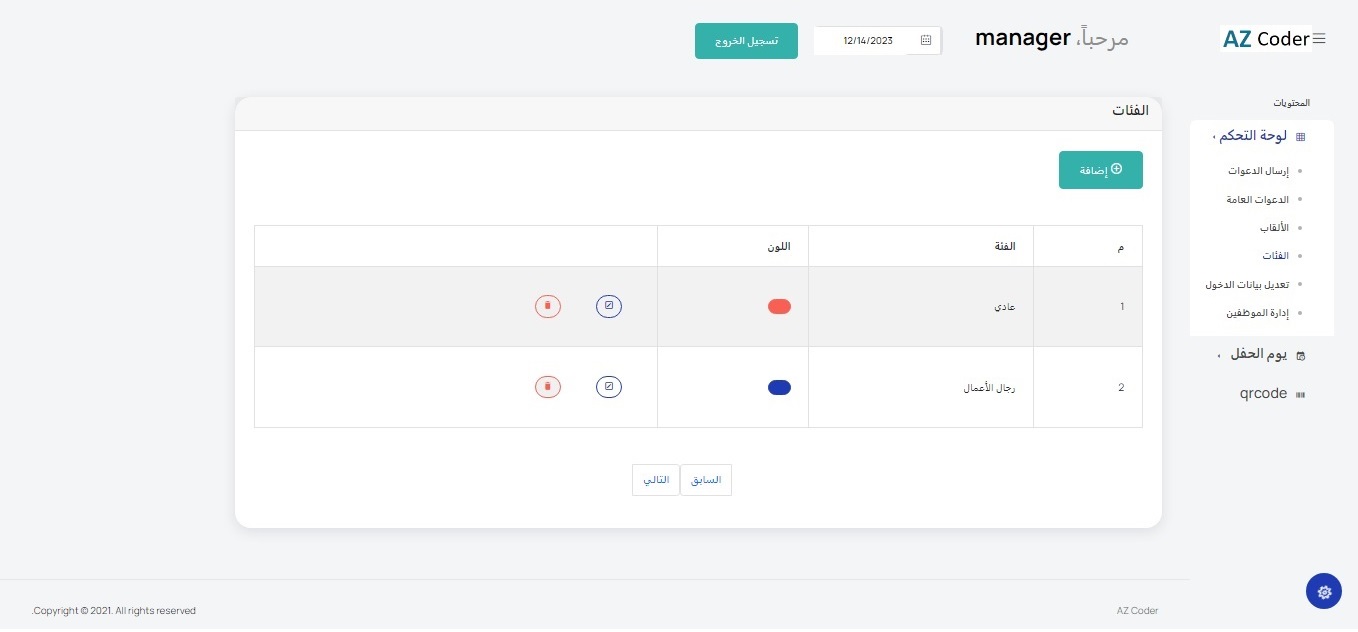 AZ Coder
مرحباً، manager
12/14/2023
تسجيل الخروج
المحتويات
لوحة التحكم
إرسال الدعوات
الدعوات العامة
الألقاب
الفئات
تعديل بيانات الدخول
إدارة الموظفين
يوم الحفل
qrcode
الفئات
إضافة
م الفئة اللون
1 عادي
2 رجال الأعمال
السابق التالي
AZ Coder
.Copyright © 2021. All rights reserved